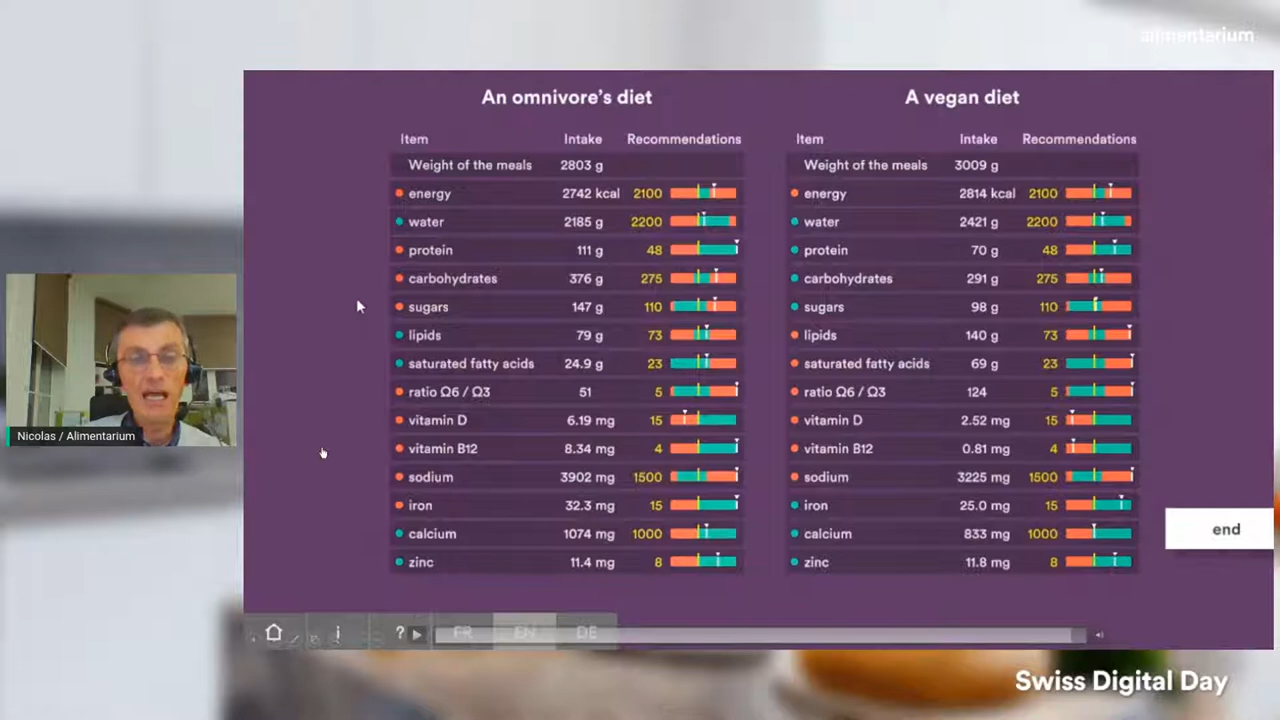 alimentarium
An omnivore's diet
Item Intake Recommendations
Weight of the meals 2803 g
energy 2742 kcal 2100
water 2185 g 2200
protein 111 g 48
carbohydrates 376 g 275
sugars 147 g 110
lipids 79 g 73
saturated fatty acids 24.9 g 23
ratio Ω6 / Ω3 51 5
vitamin D 6.19 mg 15
vitamin B12 8.34 mg 4
sodium 3902 mg 1500
iron 32.3 mg 15
calcium 1074 mg 1000
zinc 11.4 mg 8
A vegan diet
Item Intake Recommendations
Weight of the meals 3009 g
energy 2814 kcal 2100
water 2421 g 2200
protein 70 g 48
carbohydrates 291 g 275
sugars 98 g 110
lipids 140 g 73
saturated fatty acids 69 g 23
ratio Ω6 / Ω3 124 5
vitamin D 2.52 mg 15
vitamin B12 0.81 mg 4
sodium 3225 mg 1500
iron 25.0 mg 15
calcium 833 mg 1000
zinc 11.8 mg 8
Nicolas / Alimentarium
end
i ? FR EN DE
Swiss Digital Day